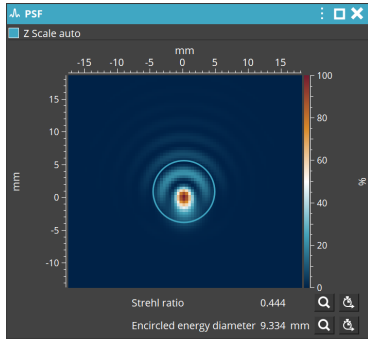 PSF
Z Scale auto
mm
-15 -10 -5 0 5 10 15
15
10
5
0
-5
-10
mm
100
80
60
40
20
0
%
Strehl ratio 0.444
Encircled energy diameter 9.334 mm